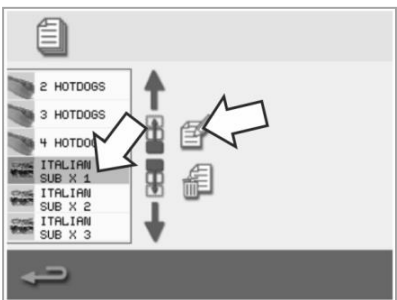 2 HOTDOGS
3 HOTDOGS
4 HOTDO
ITALIAN
SUB X 1
ITALIAN
SUB X 2
ITALIAN
SUB X 3